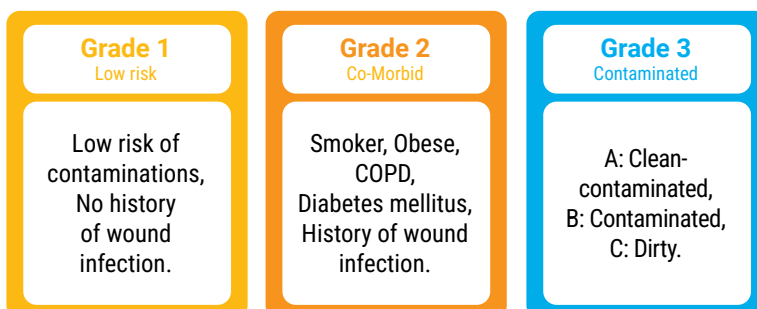 Grade 1
Low risk
Low risk of
contaminations,
No history
of wound
infection.
Grade 2
Co-Morbid
Smoker, Obese,
COPD,
Diabetes mellitus,
History of wound
infection.
Grade 3
Contaminated
A: Clean-
contaminated,
B: Contaminated,
C: Dirty.